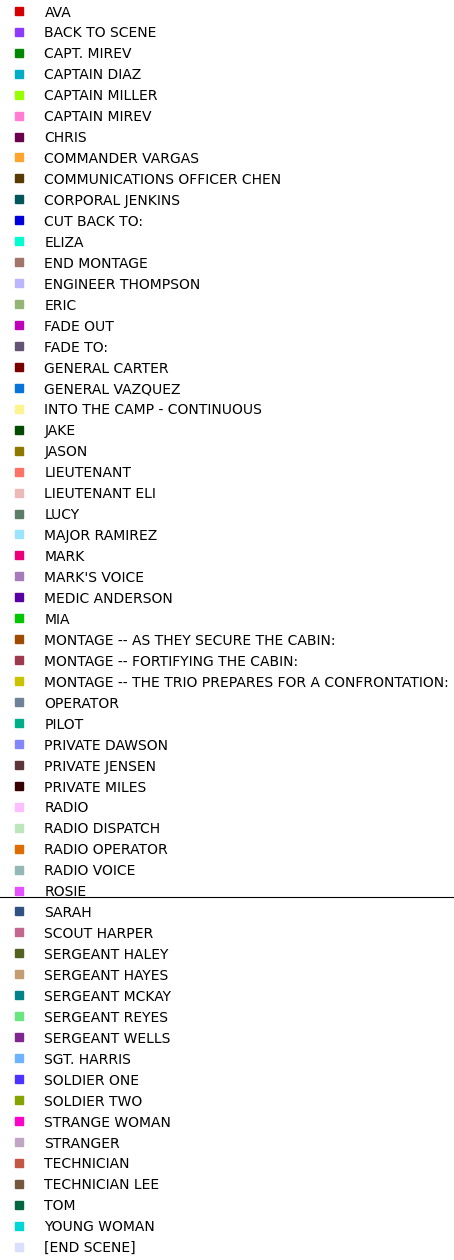 AVA
BACK TO SCENE
CAPT. MIREV
CAPTAIN DIAZ
CAPTAIN MILLER
CAPTAIN MIREV
CHRIS
COMMANDER VARGAS
COMMUNICATIONS OFFICER CHEN
CORPORAL JENKINS
CUT BACK TO:
ELIZA
END MONTAGE
ENGINEER THOMPSON
ERIC
FADE OUT
FADE TO:
GENERAL CARTER
GENERAL VAZQUEZ
INTO THE CAMP - CONTINUOUS
JAKE
JASON
LIEUTENANT
LIEUTENANT ELI
LUCY
MAJOR RAMIREZ
MARK
MARK'S VOICE
MEDIC ANDERSON
MIA
MONTAGE -- AS THEY SECURE THE CABIN:
MONTAGE -- FORTIFYING THE CABIN:
MONTAGE -- THE TRIO PREPARES FOR A CONFRONTATION:
OPERATOR
PILOT
PRIVATE DAWSON
PRIVATE JENSEN
PRIVATE MILES
RADIO
RADIO DISPATCH
RADIO OPERATOR
RADIO VOICE
ROSIE
SARAH
SCOUT HARPER
SERGEANT HALEY
SERGEANT HAYES
SERGEANT MCKAY
SERGEANT REYES
SERGEANT WELLS
SGT. HARRIS
SOLDIER ONE
SOLDIER TWO
STRANGE WOMAN
STRANGER
TECHNICIAN
TECHNICIAN LEE
TOM
YOUNG WOMAN
[END SCENE]